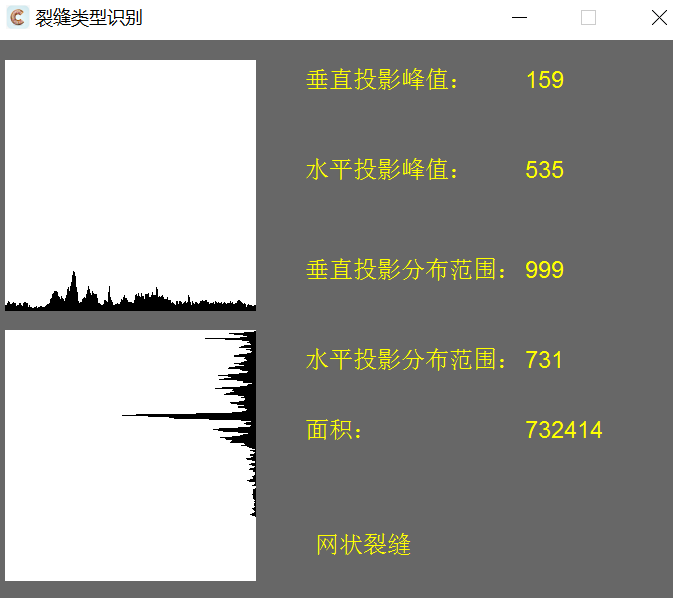 裂缝类型识别
垂直投影峰值： 159
水平投影峰值： 535
垂直投影分布范围： 999
水平投影分布范围： 731
面积： 732414
网状裂缝